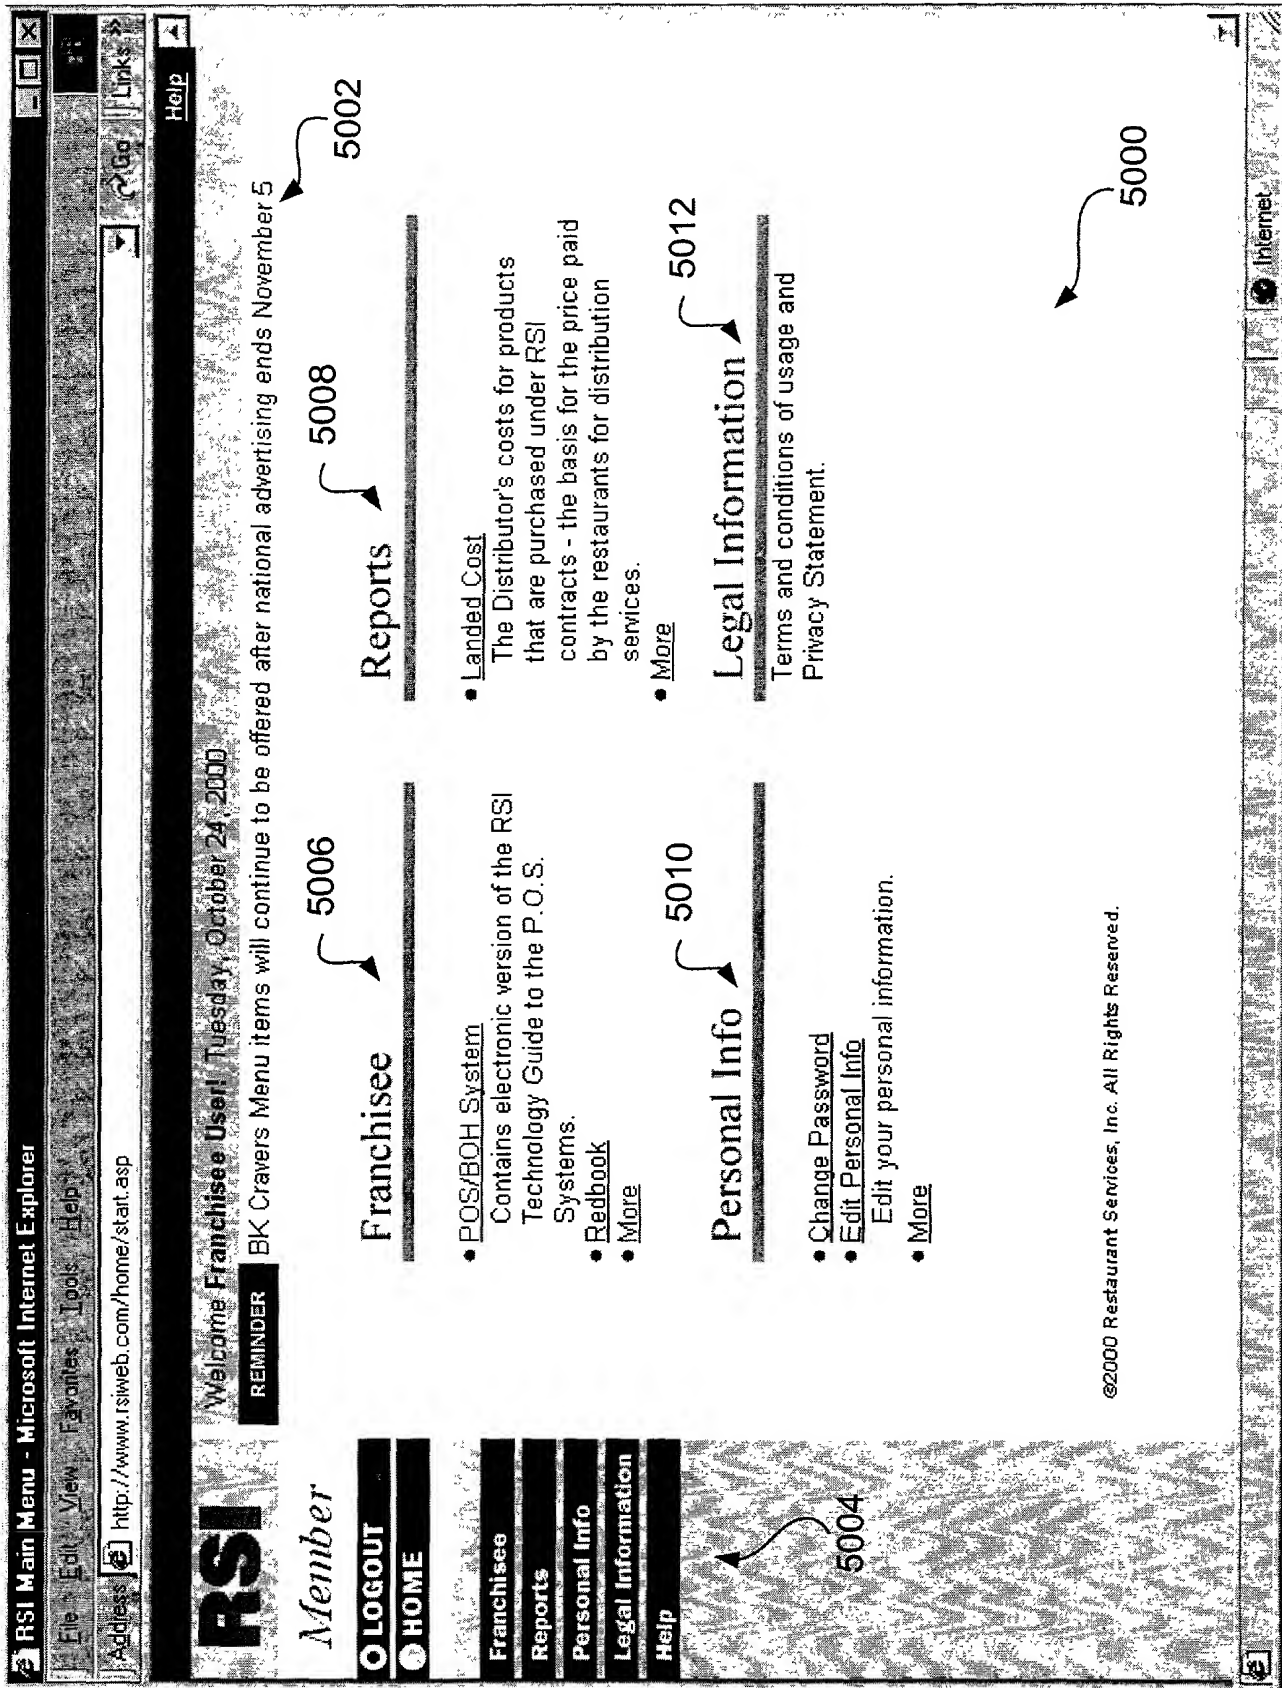 RSI Main Menu - Microsoft Internet Explorer
File Edit View Favorites Tools Help
Address http://www.rsiweb.com/home/start.asp Go Links »
Help
RSI
Welcome Franchisee User! Tuesday, October 24, 2000
REMINDER BK Cravers Menu items will continue to be offered after national advertising ends November 5
5002
Member
LOGOUT
HOME
Franchisee
Reports
Personal Info
Legal Information
Help
5004
Franchisee
5006
• POS/BOH System
Contains electronic version of the RSI
Technology Guide to the P.O.S.
Systems.
• Redbook
• More
Reports
5008
• Landed Cost
The Distributor's costs for products
that are purchased under RSI
contracts - the basis for the price paid
by the restaurants for distribution
services.
• More
Personal Info
5010
• Change Password
• Edit Personal Info
Edit your personal information.
• More
Legal Information
5012
Terms and conditions of usage and
Privacy Statement.
5000
©2000 Restaurant Services, Inc. All Rights Reserved.
Internet